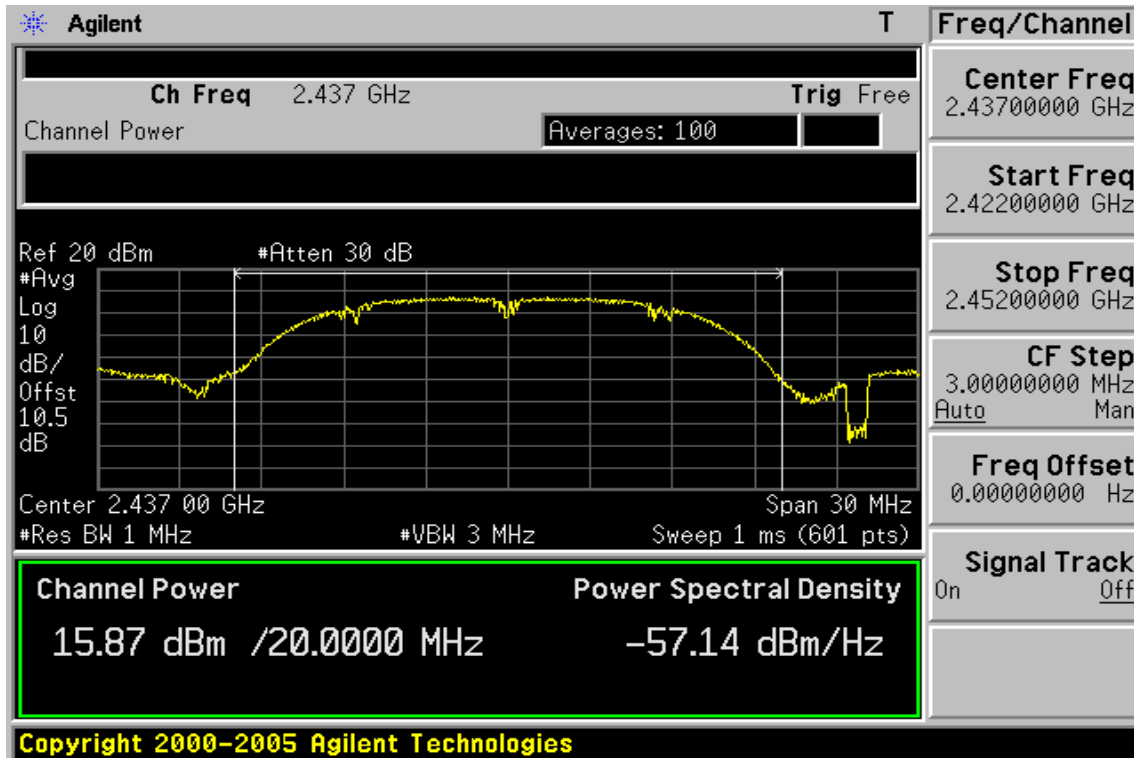 Agilent T
Ch Freq 2.437 GHz Trig Free
Channel Power Averages: 100
Ref 20 dBm #Atten 30 dB
#Avg
Log
10
dB/
Offst
10.5
dB
Center 2.437 00 GHz Span 30 MHz
#Res BW 1 MHz #VBW 3 MHz Sweep 1 ms (601 pts)
Channel Power Power Spectral Density
15.87 dBm /20.0000 MHz -57.14 dBm/Hz
Copyright 2000-2005 Agilent Technologies
Freq/Channel
Center Freq
2.43700000 GHz
Start Freq
2.42200000 GHz
Stop Freq
2.45200000 GHz
CF Step
3.00000000 MHz
Auto Man
Freq Offset
0.00000000 Hz
Signal Track
On Off